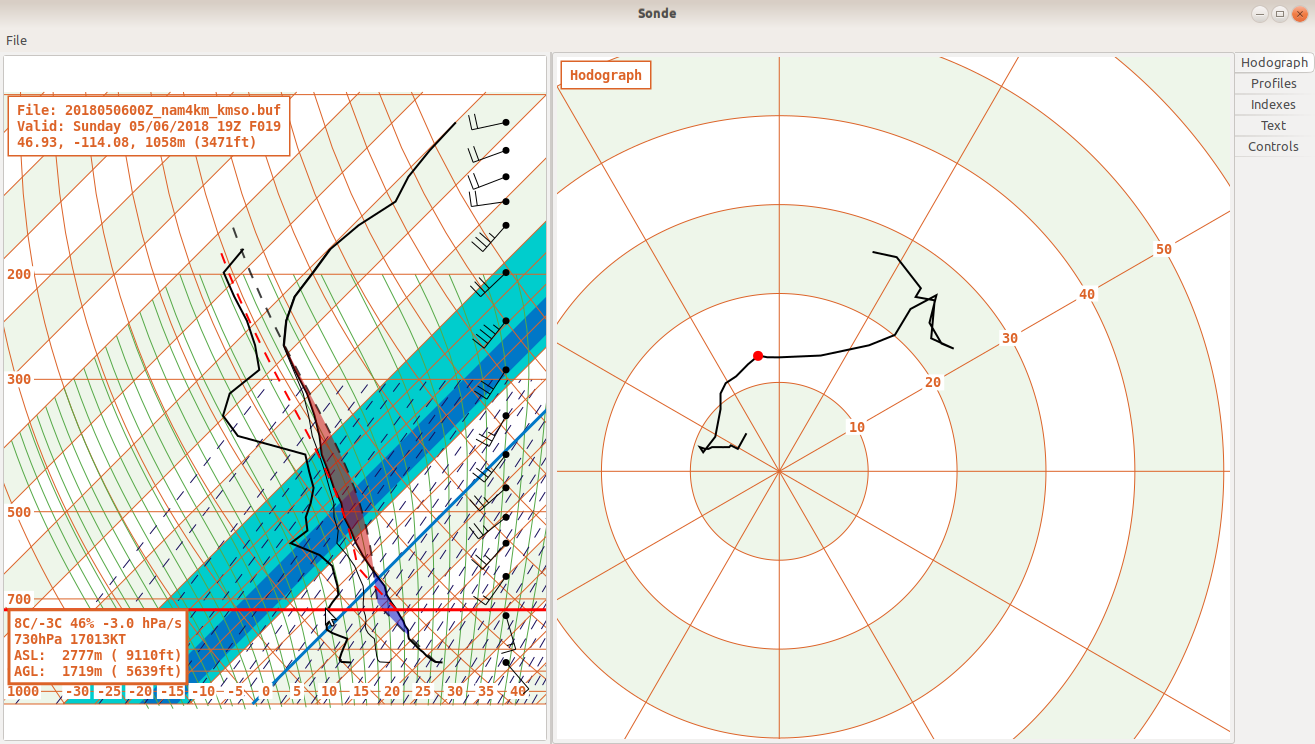 Sonde
File
File: 2018050600Z_nam4km_kmso.buf
Valid: Sunday 05/06/2018 19Z F019
46.93, -114.08, 1058m (3471ft)
200
300
500
700
8C/-3C 46% -3.0 hPa/s
730hPa 17013KT
ASL: 2777m ( 9110ft)
AGL: 1719m ( 5639ft)
1000 -30 -25 -20 -15 -10 -5 0 5 10 15 20 25 30 35 40
Hodograph
50
40
30
20
10
Hodograph
Profiles
Indexes
Text
Controls